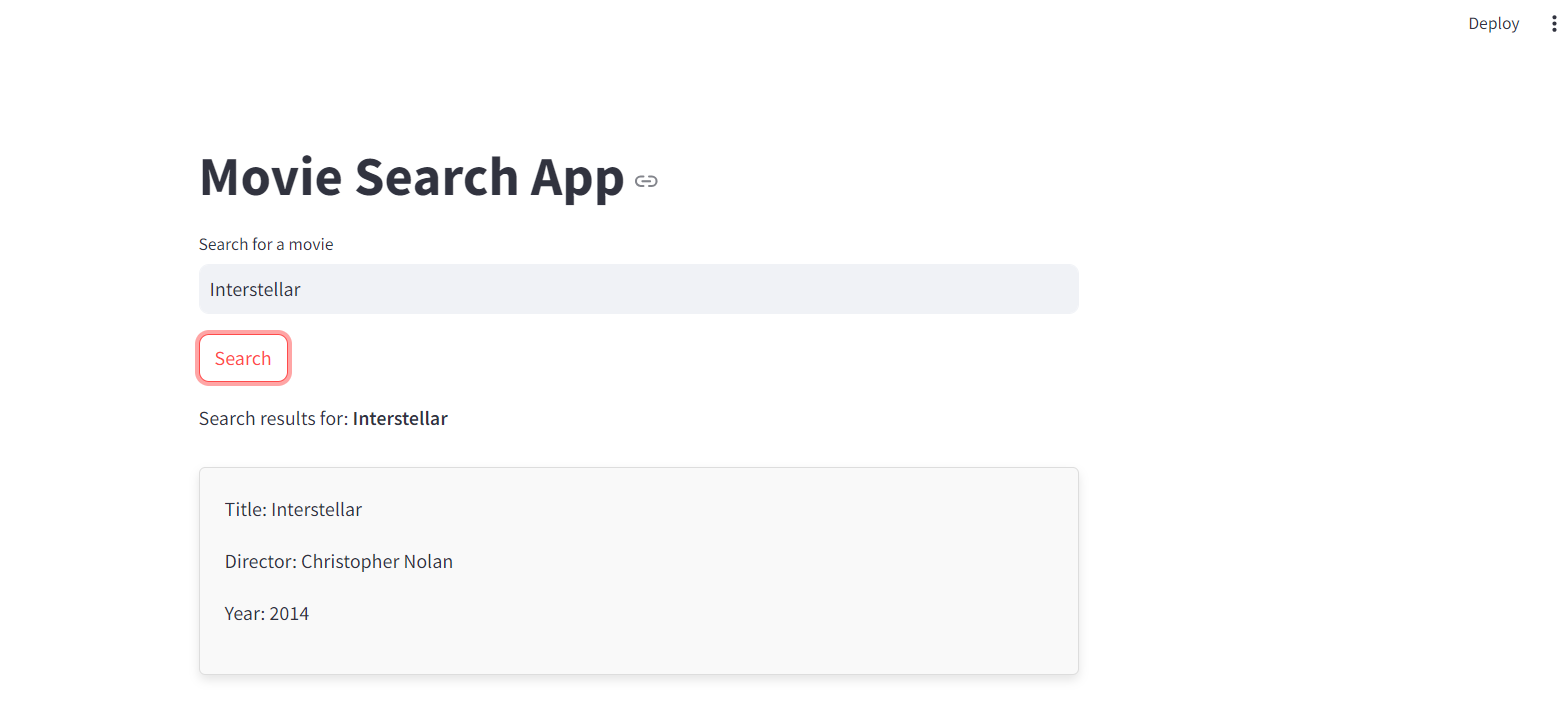 Deploy
Movie Search App
Search for a movie
Interstellar
Search
Search results for: Interstellar
Title: Interstellar
Director: Christopher Nolan
Year: 2014